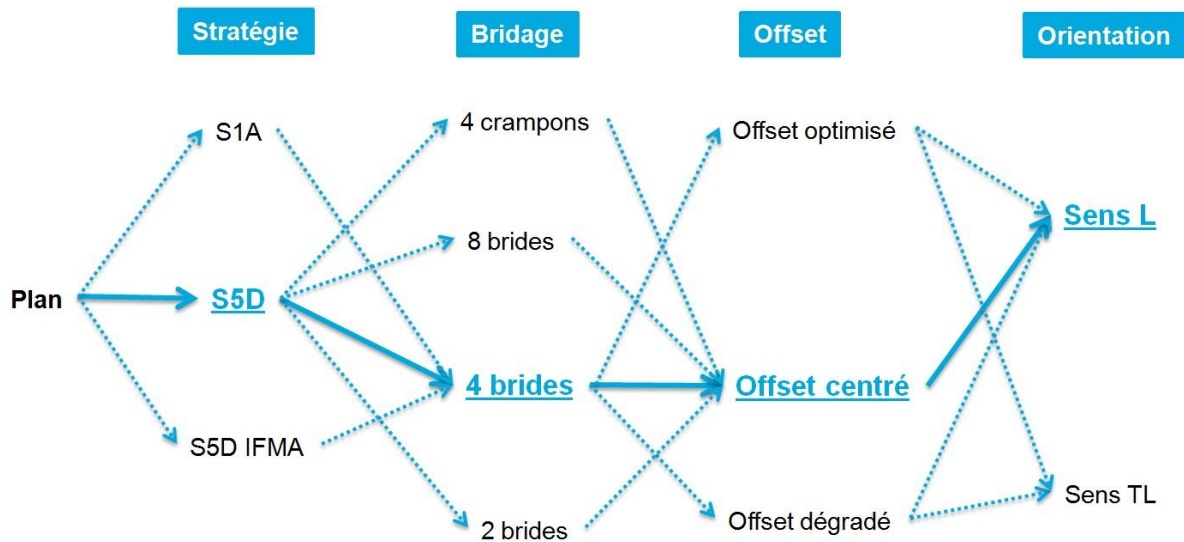 Stratégie
Bridage
Offset
Orientation
S1A
4 crampons
Offset optimisé
8 brides
Sens L
Plan
S5D
4 brides
Offset centré
S5D IFMA
Sens TL
2 brides
Offset dégradé